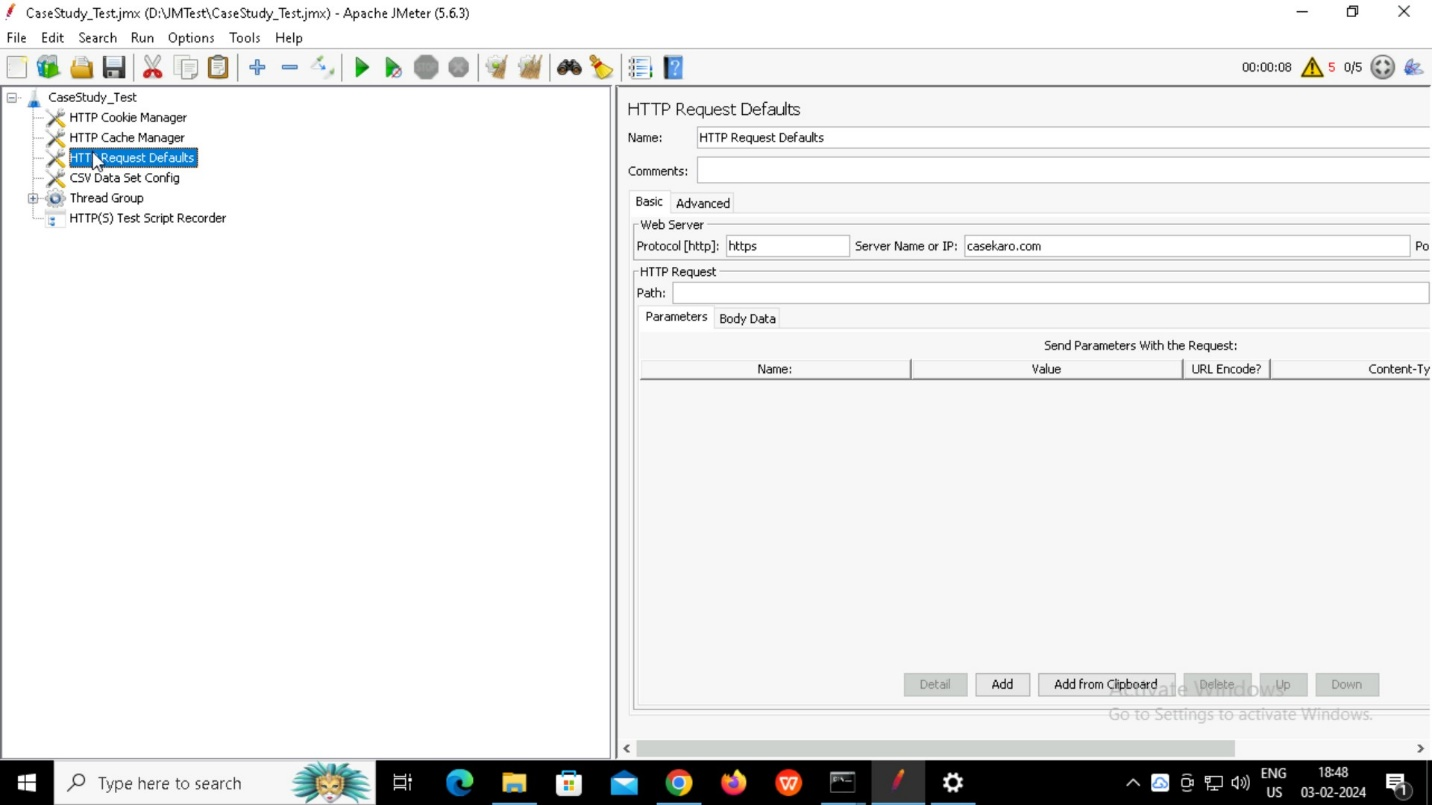 CaseStudy_Test.jmx (D:\JMTest\CaseStudy_Test.jmx) - Apache JMeter (5.6.3)
File Edit Search Run Options Tools Help
STOP
00:00:08 5 0/5
CaseStudy_Test
HTTP Cookie Manager
HTTP Cache Manager
HTTP Request Defaults
CSV Data Set Config
Thread Group
HTTP(S) Test Script Recorder
HTTP Request Defaults
Name: HTTP Request Defaults
Comments:
Basic Advanced
Web Server
Protocol [http]: https Server Name or IP: casekaro.com Po
HTTP Request
Path:
Parameters Body Data
Send Parameters With the Request:
Name: Value URL Encode? Content-Ty
Detail Add Add from Clipboard Delete Up Down
Activate Windows
Go to Settings to activate Windows.
Type here to search
ENG 18:48
US 03-02-2024 1